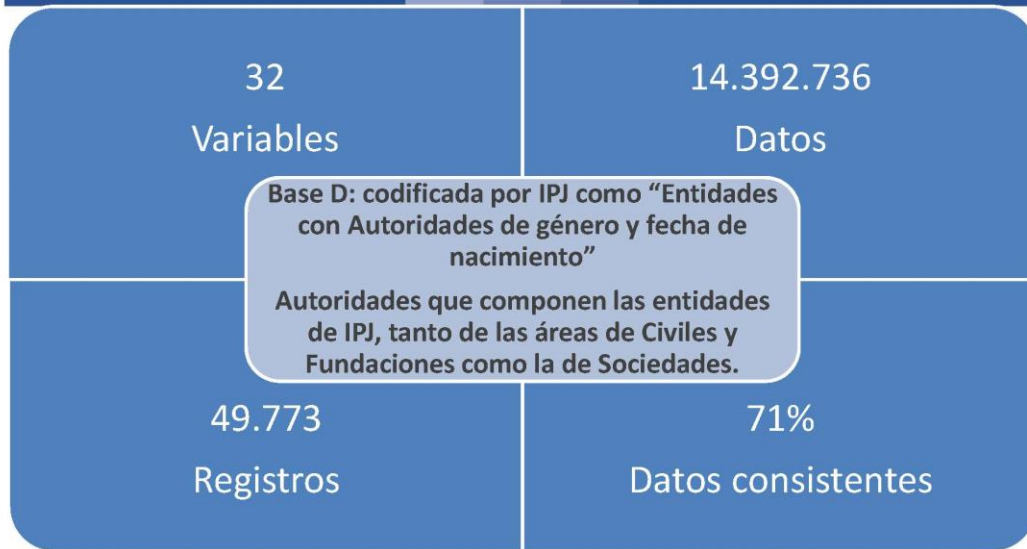 32
Variables
14.392.736
Datos
Base D: codificada por IPJ como “Entidades
con Autoridades de género y fecha de
nacimiento”
Autoridades que componen las entidades
de IPJ, tanto de las áreas de Civiles y
Fundaciones como la de Sociedades.
49.773
Registros
71%
Datos consistentes